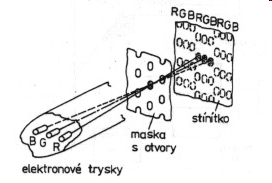 RGBRGBRGB
stínítko
maska
s otvory
B G R
elektronové trysky